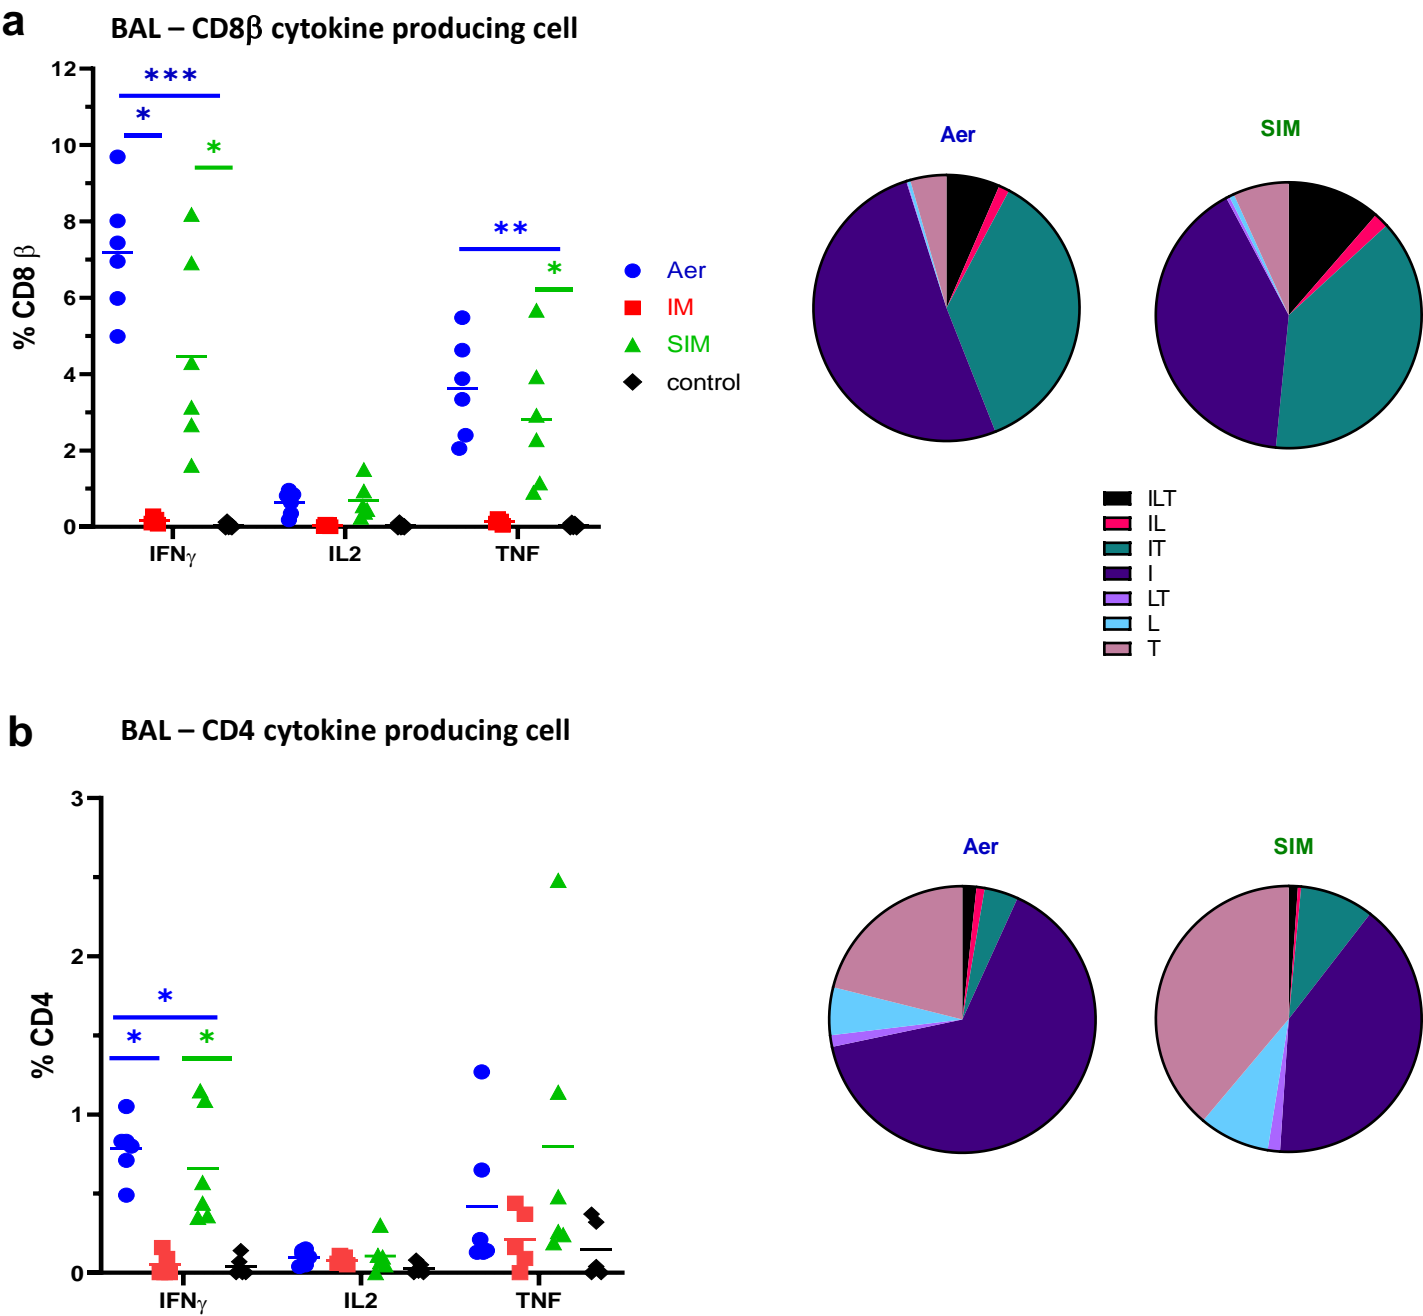 a
BAL – CD8β cytokine producing cell
12
10
8
6
4
2
0
% CD8 β
***
*
*
**
*
IFNγ
IL2
TNF
Aer
IM
SIM
control
Aer
SIM
ILT
IL
IT
I
LT
L
T
b
BAL – CD4 cytokine producing cell
3
2
1
0
% CD4
*
*
*
IFNγ
IL2
TNF
Aer
SIM